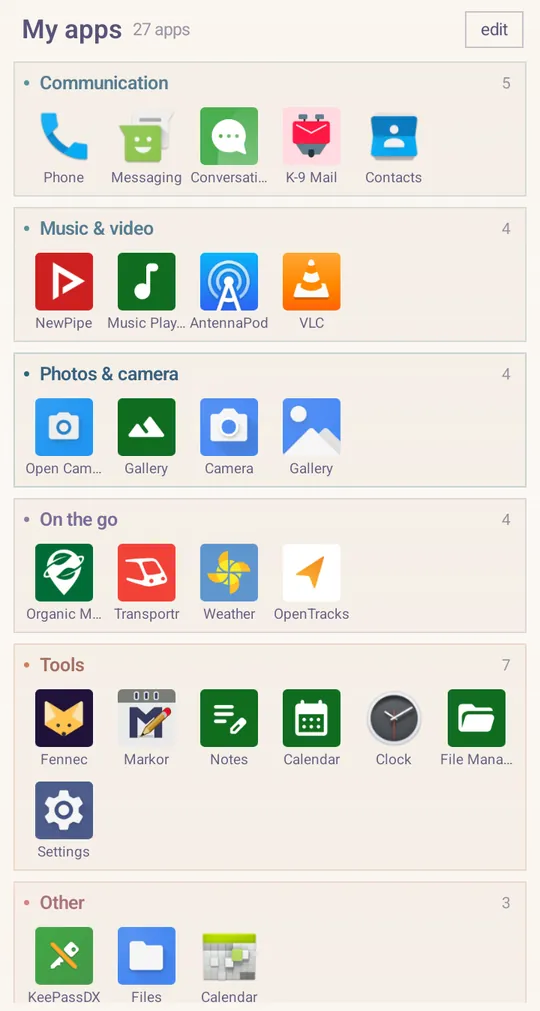 My apps 27 apps edit
• Communication 5
Phone Messaging Conversati... K-9 Mail Contacts
• Music & video 4
NewPipe Music Play... AntennaPod VLC
• Photos & camera 4
Open Cam... Gallery Camera Gallery
• On the go 4
Organic M... Transportr Weather OpenTracks
• Tools 7
Fennec Markor Notes Calendar Clock File Mana...
Settings
• Other 3
KeePassDX Files Calendar